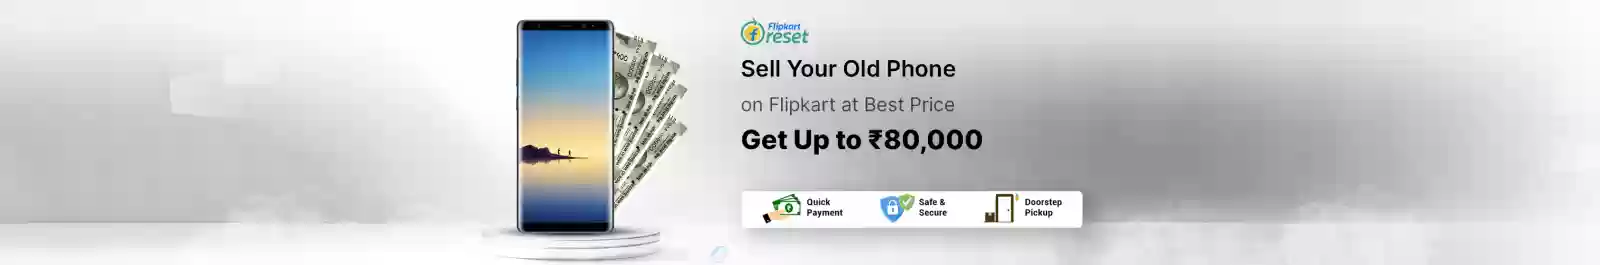 Flipkart
reset
Sell Your Old Phone
on Flipkart at Best Price
Get Up to ₹80,000
Quick
Payment
Safe &
Secure
Doorstep
Pickup